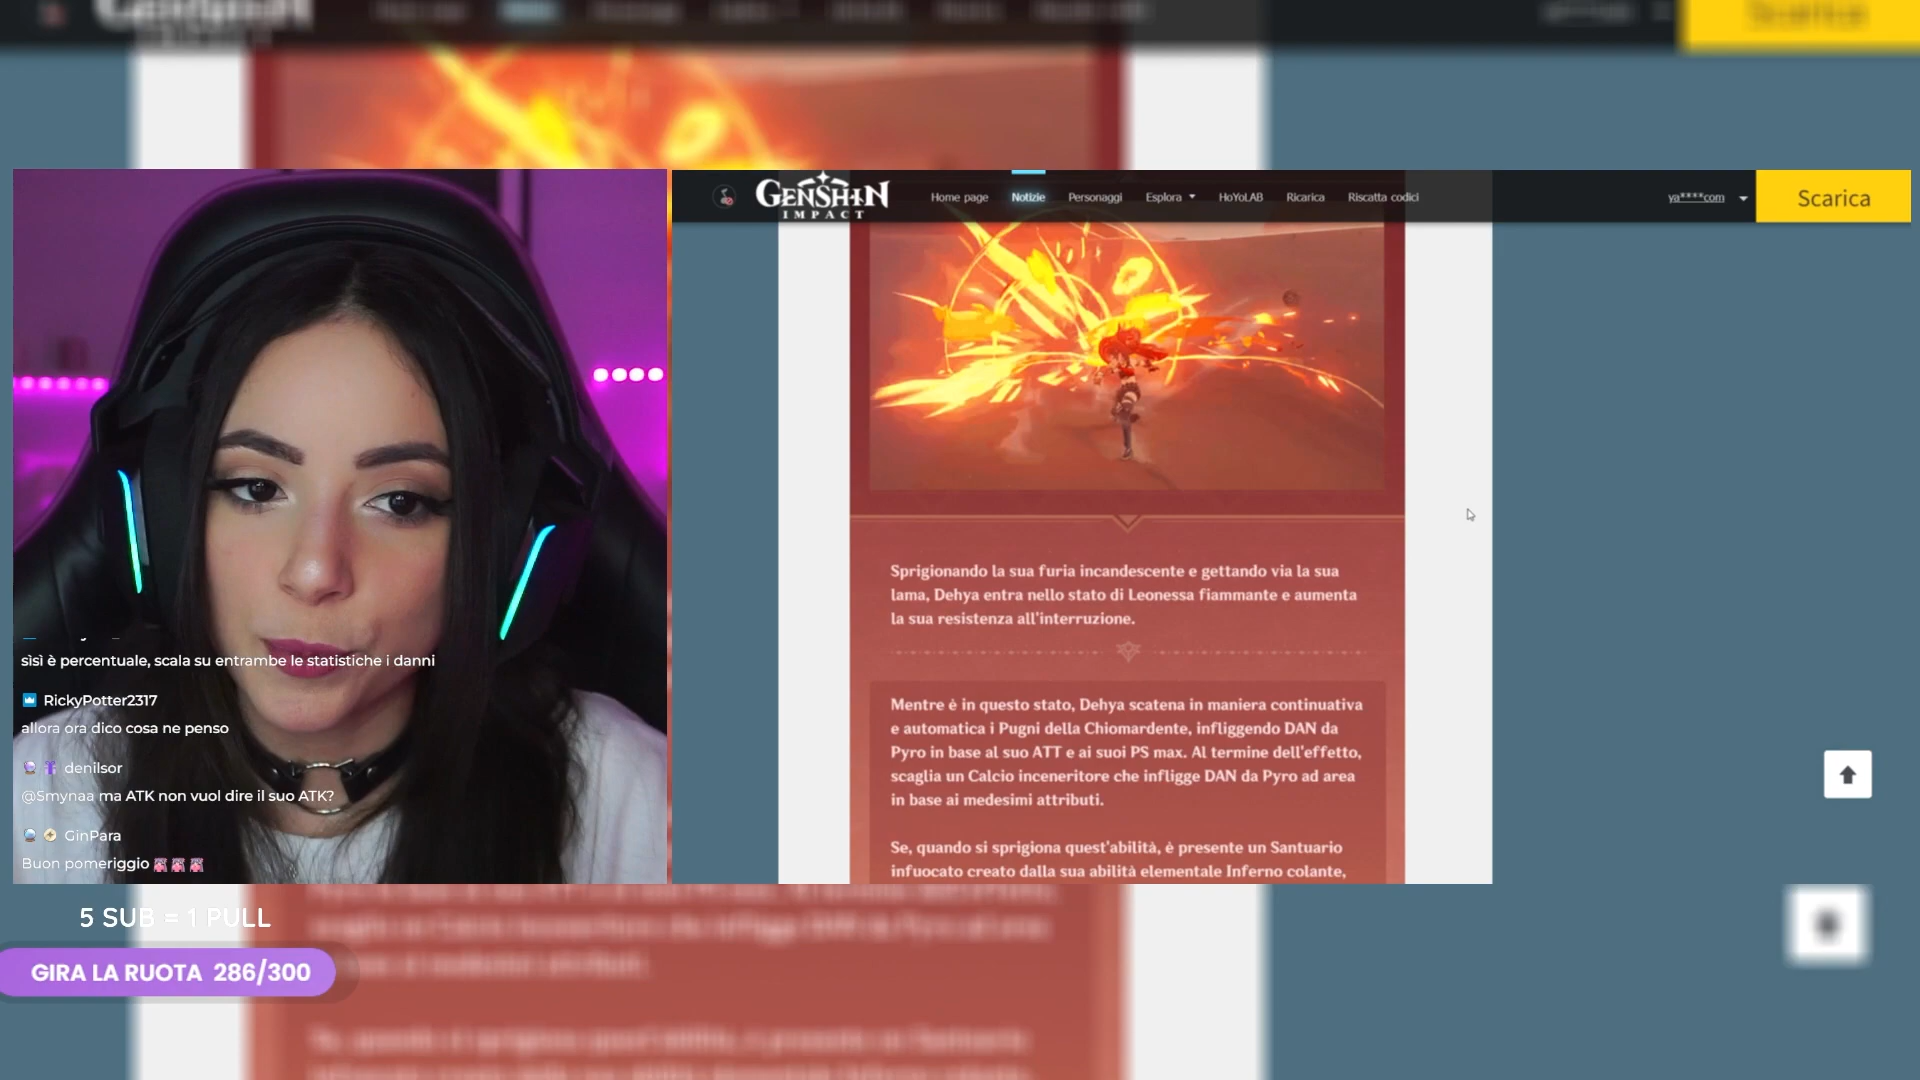 GENSHIN
IMPACT
Home page
Notizie
Personaggi
Esplora
HoYoLAB
Ricarica
Riscatta codici
ya****com
Scarica
Sprigionando la sua furia incandescente e gettando via la sua
lama, Dehya entra nello stato di Leonessa fiammante e aumenta
la sua resistenza all'interruzione.
Mentre è in questo stato, Dehya scatena in maniera continuativa
e automatica i Pugni della Chiomardente, infliggendo DAN da
Pyro in base al suo ATT e ai suoi PS max. Al termine dell'effetto,
scaglia un Calcio inceneritore che infligge DAN da Pyro ad area
in base ai medesimi attributi.
Se, quando si sprigiona quest'abilità, è presente un Santuario
infuocato creato dalla sua abilità elementale Inferno colante,
sìsì è percentuale, scala su entrambe le statistiche i danni
RickyPotter2317
allora ora dico cosa ne penso
denilsor
@Smynaa ma ATK non vuol dire il suo ATK?
GinPara
Buon pomeriggio
5 SUB = 1 PULL
GIRA LA RUOTA 286/300